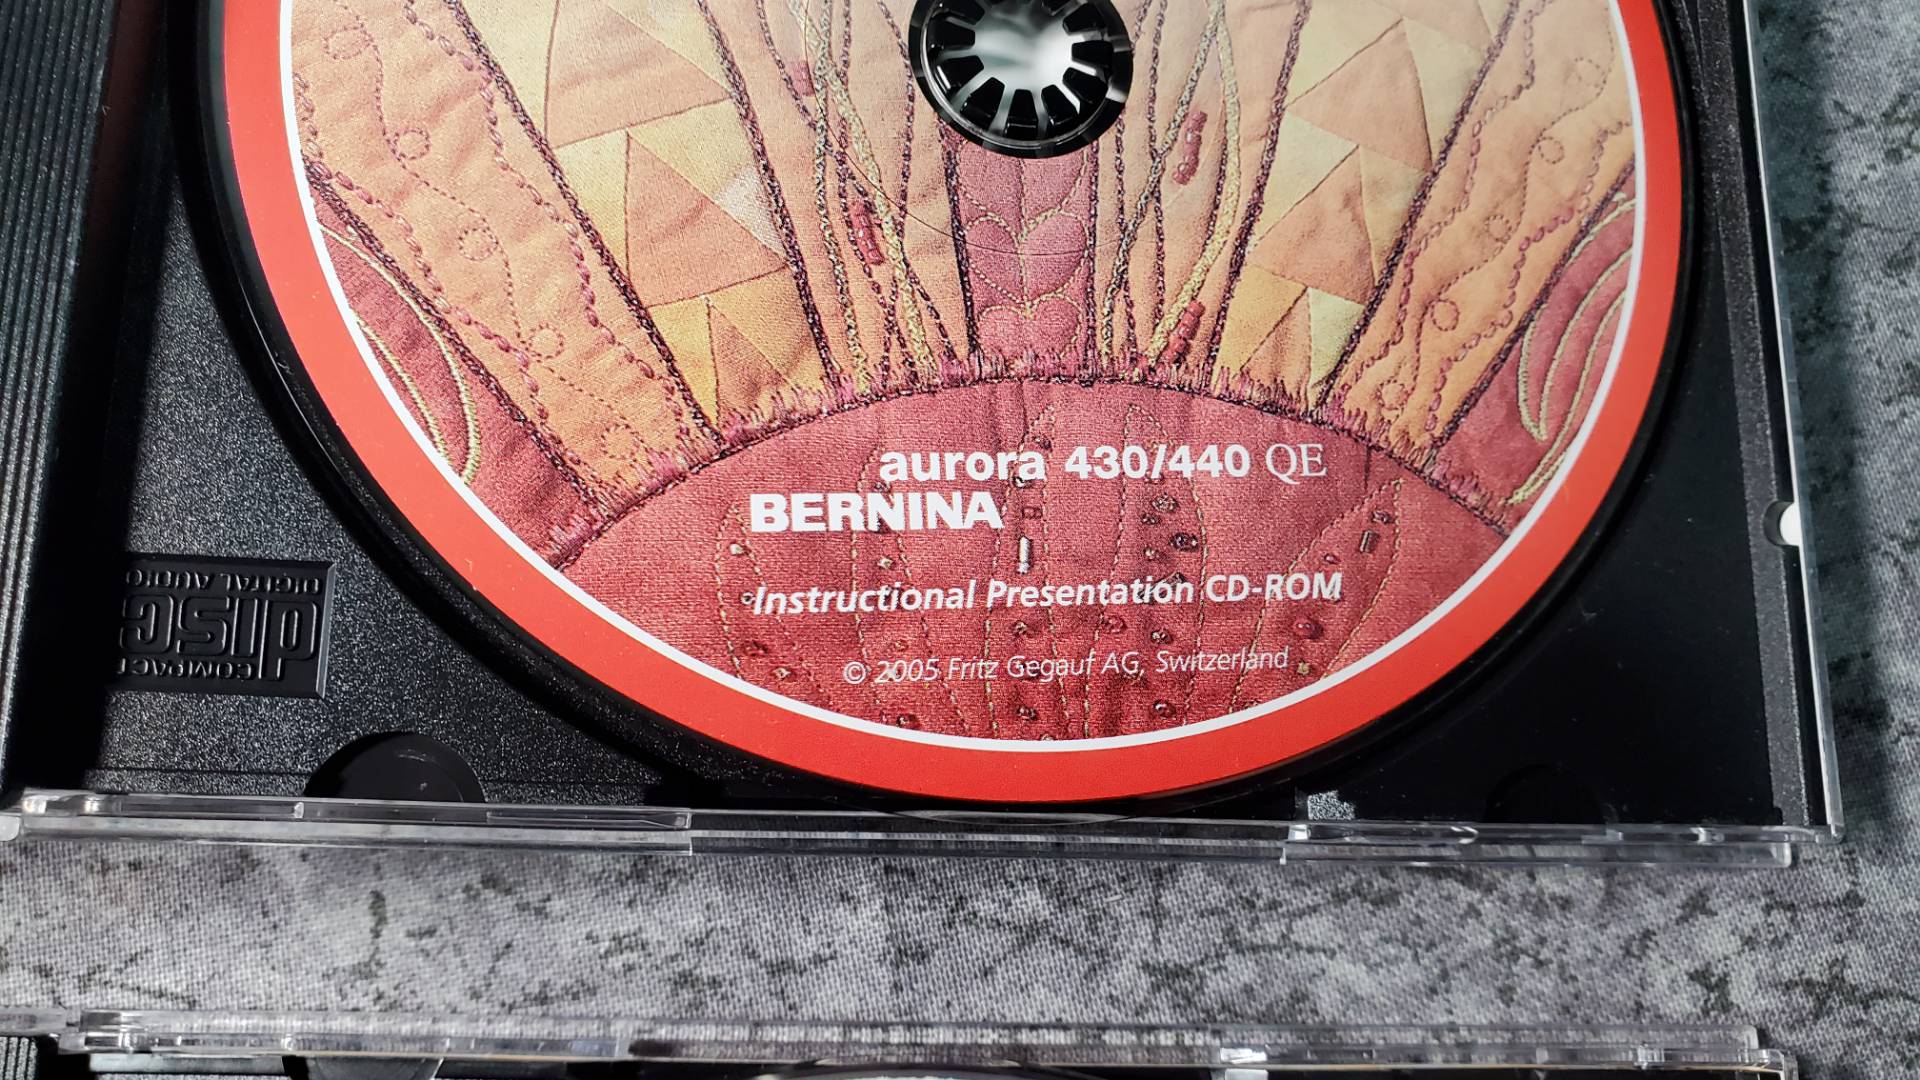 aurora 430/440 QE
BERNINA
Instructional Presentation CD-ROM
© 2005 Fritz Gegauf AG, Switzerland
COMPACT
disc
DIGITAL AUDIO